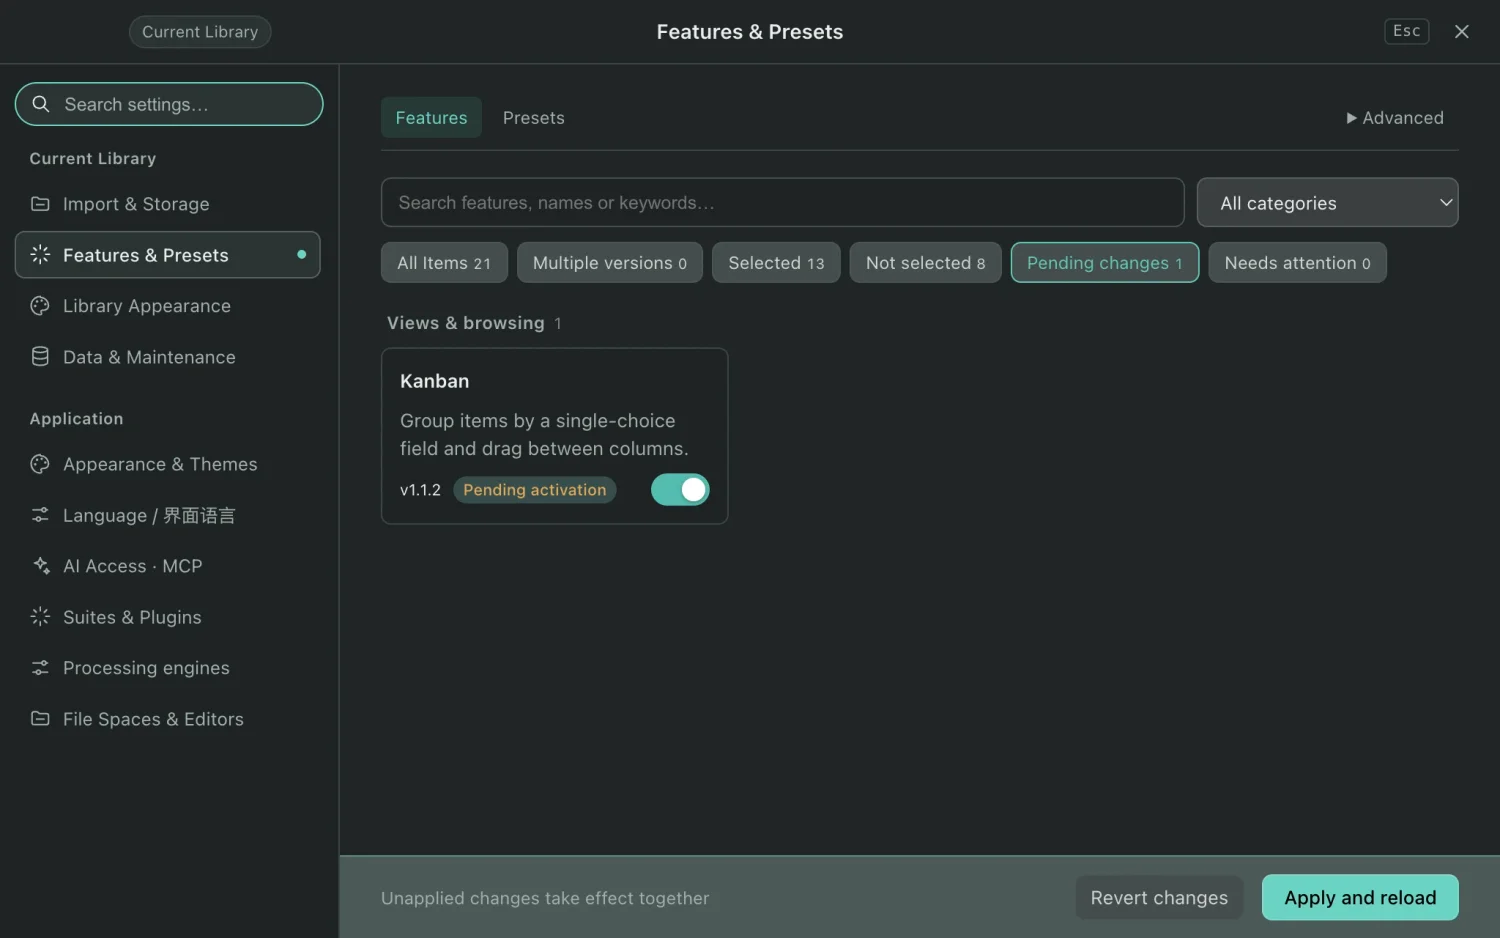 Current Library
Features & Presets
Esc
Search settings…
Current Library
Import & Storage
Features & Presets
Library Appearance
Data & Maintenance
Application
Appearance & Themes
Language / 界面语言
AI Access · MCP
Suites & Plugins
Processing engines
File Spaces & Editors
Features
Presets
Advanced
Search features, names or keywords…
All categories
All Items 21
Multiple versions 0
Selected 13
Not selected 8
Pending changes 1
Needs attention 0
Views & browsing 1
Kanban
Group items by a single-choice
field and drag between columns.
v1.1.2 Pending activation
Unapplied changes take effect together
Revert changes
Apply and reload